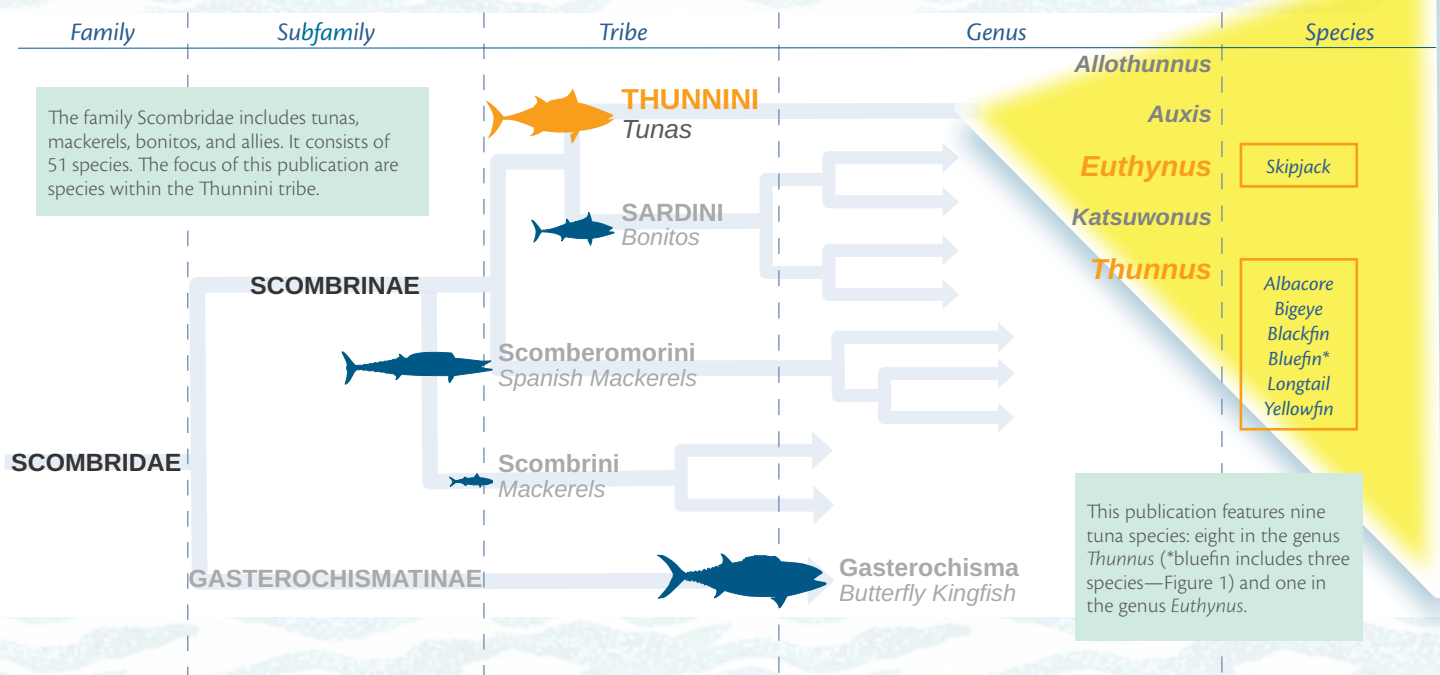 Family
Subfamily
Tribe
Genus
Species
The family Scombridae includes tunas,
mackerels, bonitos, and allies. It consists of
51 species. The focus of this publication are
species within the Thunnini tribe.
THUNNINI
Tunas
SARDINI
Bonitos
SCOMBRINAE
Scomberomorini
Spanish Mackerels
SCOMBRIDAE
Scombrini
Mackerels
GASTEROCHISMATINAE
Gasterochisma
Butterfly Kingfish
Allothunnus
Auxis
Euthynus
Skipjack
Katsuwonus
Thunnus
Albacore
Bigeye
Blackfin
Bluefin*
Longtail
Yellowfin
This publication features nine
tuna species: eight in the genus
Thunnus (*bluefin includes three
species—Figure 1) and one in
the genus Euthynus.